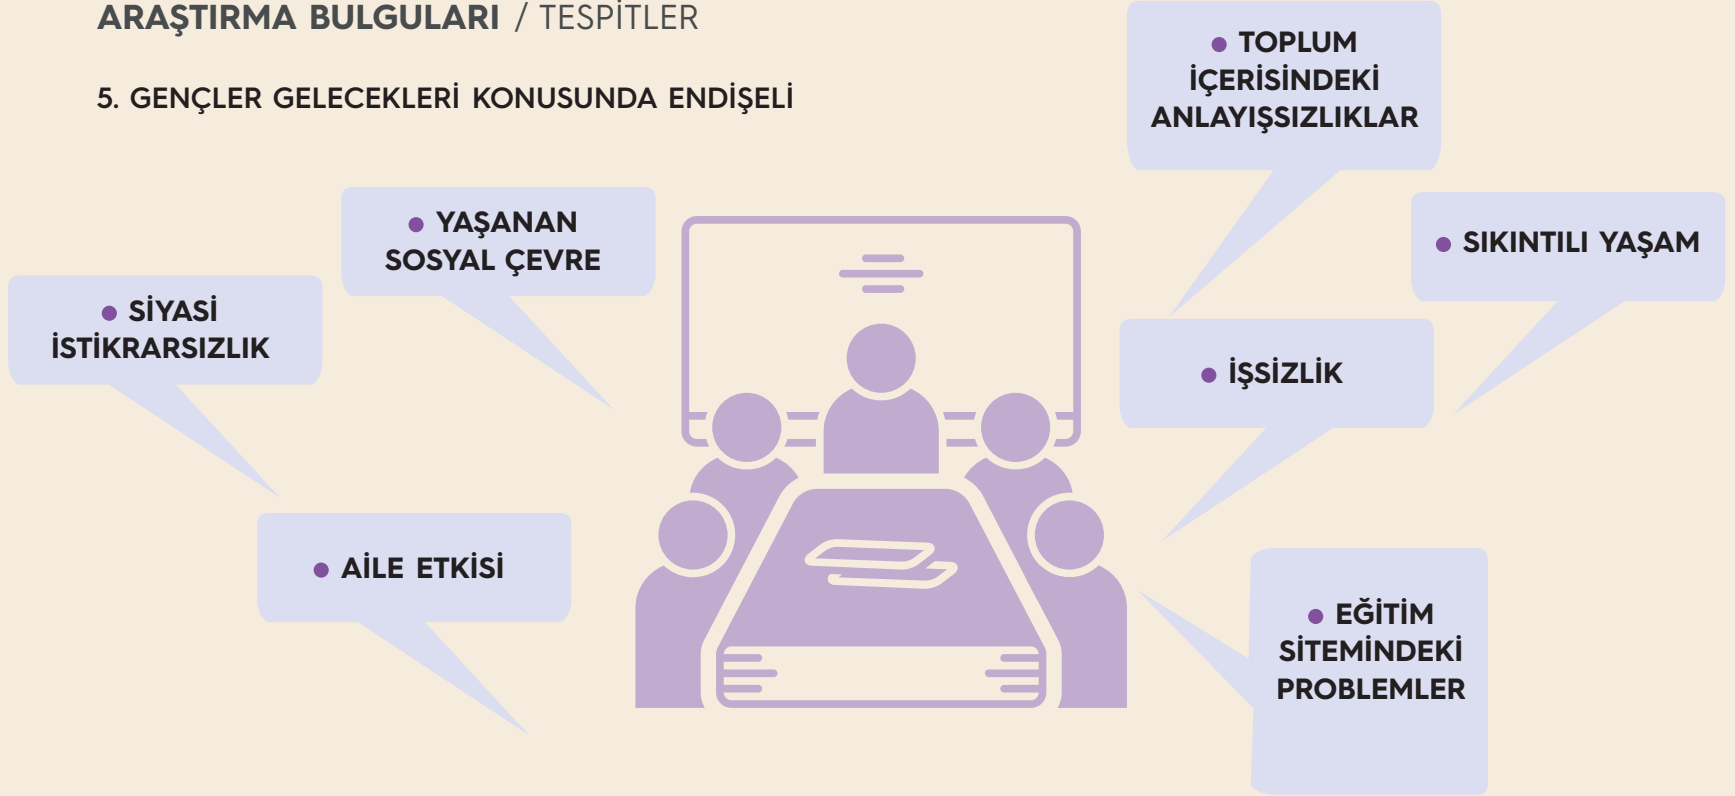 ARAŞTIRMA BULGULARI / TESPİTLER
5. GENÇLER GELECEKLERİ KONUSUNDA ENDİŞELİ
● TOPLUM
İÇERİSİNDEKİ
ANLAYIŞSIZLIKLAR
● YAŞANAN
SOSYAL ÇEVRE
● SIKINTILI YAŞAM
● SİYASİ
İSTİKRARSIZLIK
● İŞSİZLİK
● AİLE ETKİSİ
● EĞİTİM
SİTEMİNDEKİ
PROBLEMLER